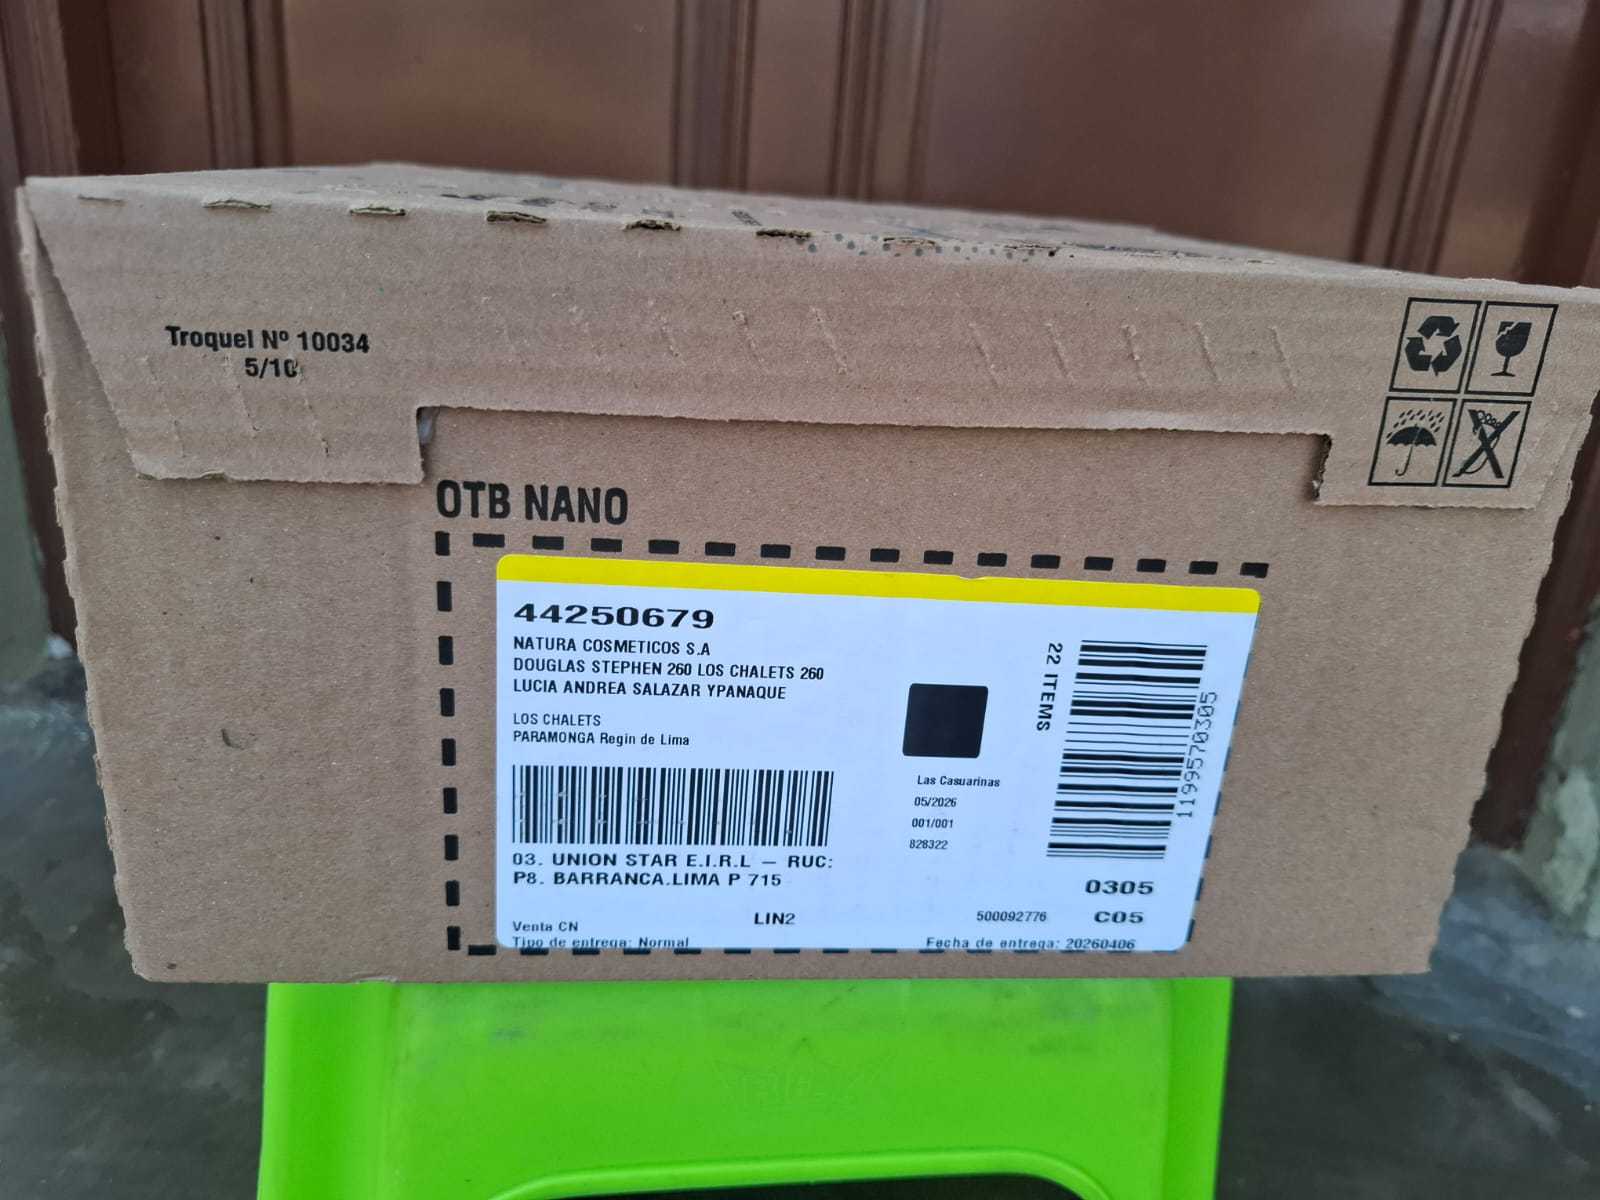 Troquel Nº 10034
5/10
OTB NANO
44250679
NATURA COSMETICOS S.A
DOUGLAS STEPHEN 260 LOS CHALETS 260
LUCIA ANDREA SALAZAR YPANAQUE
LOS CHALETS
PARAMONGA Regin de Lima
22 ITEMS
1199570305
Las Casuarinas
05/2026
001/001
828322
03. UNION STAR E.I.R.L — RUC:
P8. BARRANCA.LIMA P 715
0305
LIN2
500092776
C05
Venta CN
Tipo de entrega: Normal
Fecha de entrega: 20260406